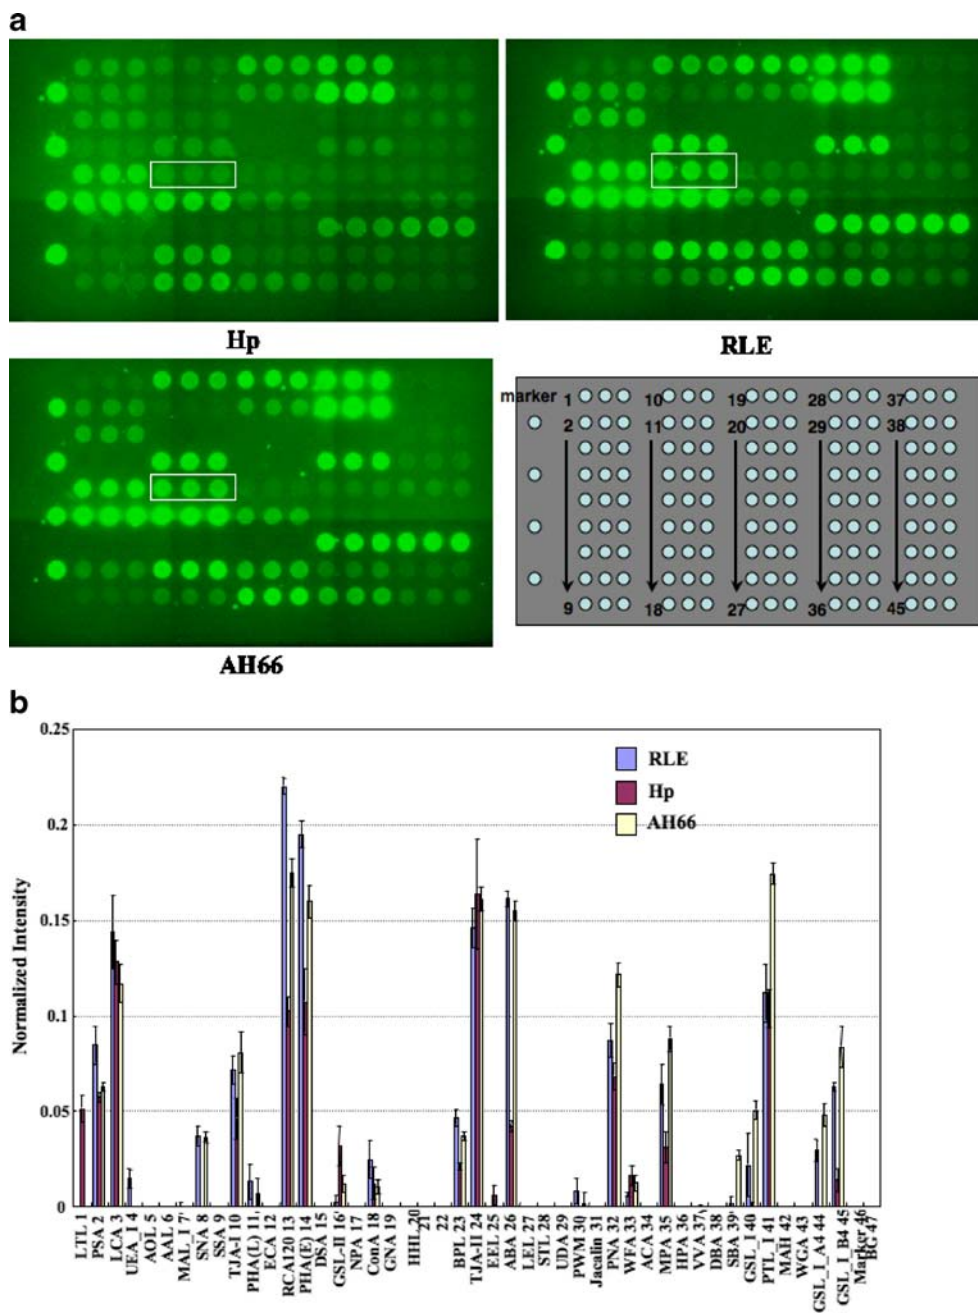 a
Hp
RLE
AH66
marker 1 10 19 28 37
2 11 20 29 38
9 18 27 36 45
b
Normalized Intensity
0.25
0.2
0.15
0.1
0.05
0
RLE
Hp
AH66
LTL 1
PSA 2
LCA 3
UEA_I 4
AOL 5
AAL 6
MAL_I 7
SNA 8
SSA 9
TJA-I 10
PHA(L) 11
ECA 12
RCA120 13
PHA(E) 14
DSA 15
GSL-II 16
NPA 17
ConA 18
GNA 19
HHL 20
21
22
BPL 23
TJA-II 24
EEL 25
ABA 26
LEL 27
STL 28
UDA 29
PWM 30
Jacalin 31
PNA 32
WFA 33
ACA 34
MPA 35
HPA 36
VVA 37
DBA 38
SBA 39
GSL_I 40
PTL_I 41
MAH 42
WGA 43
GSL_I_A4 44
GSL_I_B4 45
Marker 46
BG 47